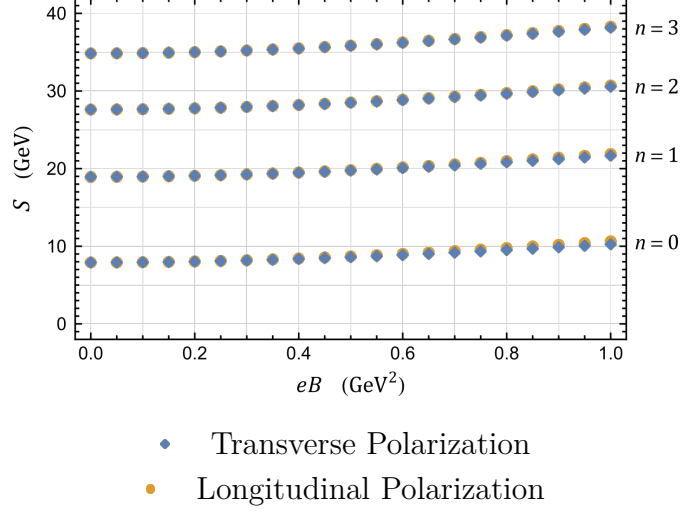 40
30
20
10
0
S (GeV)
n = 3
n = 2
n = 1
n = 0
0.0 0.2 0.4 0.6 0.8 1.0
eB (GeV²)
Transverse Polarization
Longitudinal Polarization